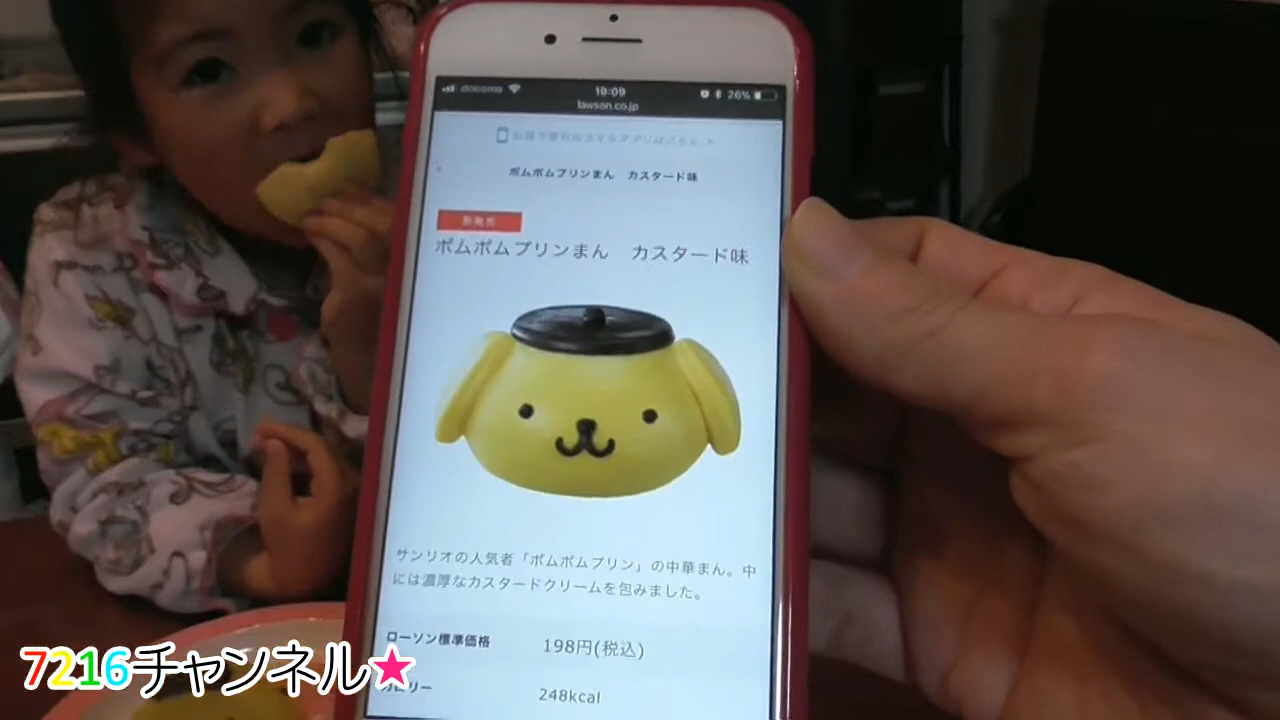 docomo 19:09 26%
lawson.co.jp
ポムポムプリンまん カスタード味
新発売
ポムポムプリンまん カスタード味
サンリオの人気者「ポムポムプリン」の中華まん。中
には濃厚なカスタードクリームを包みました。
ローソン標準価格 198円(税込)
カロリー 248kcal
7216チャンネル★